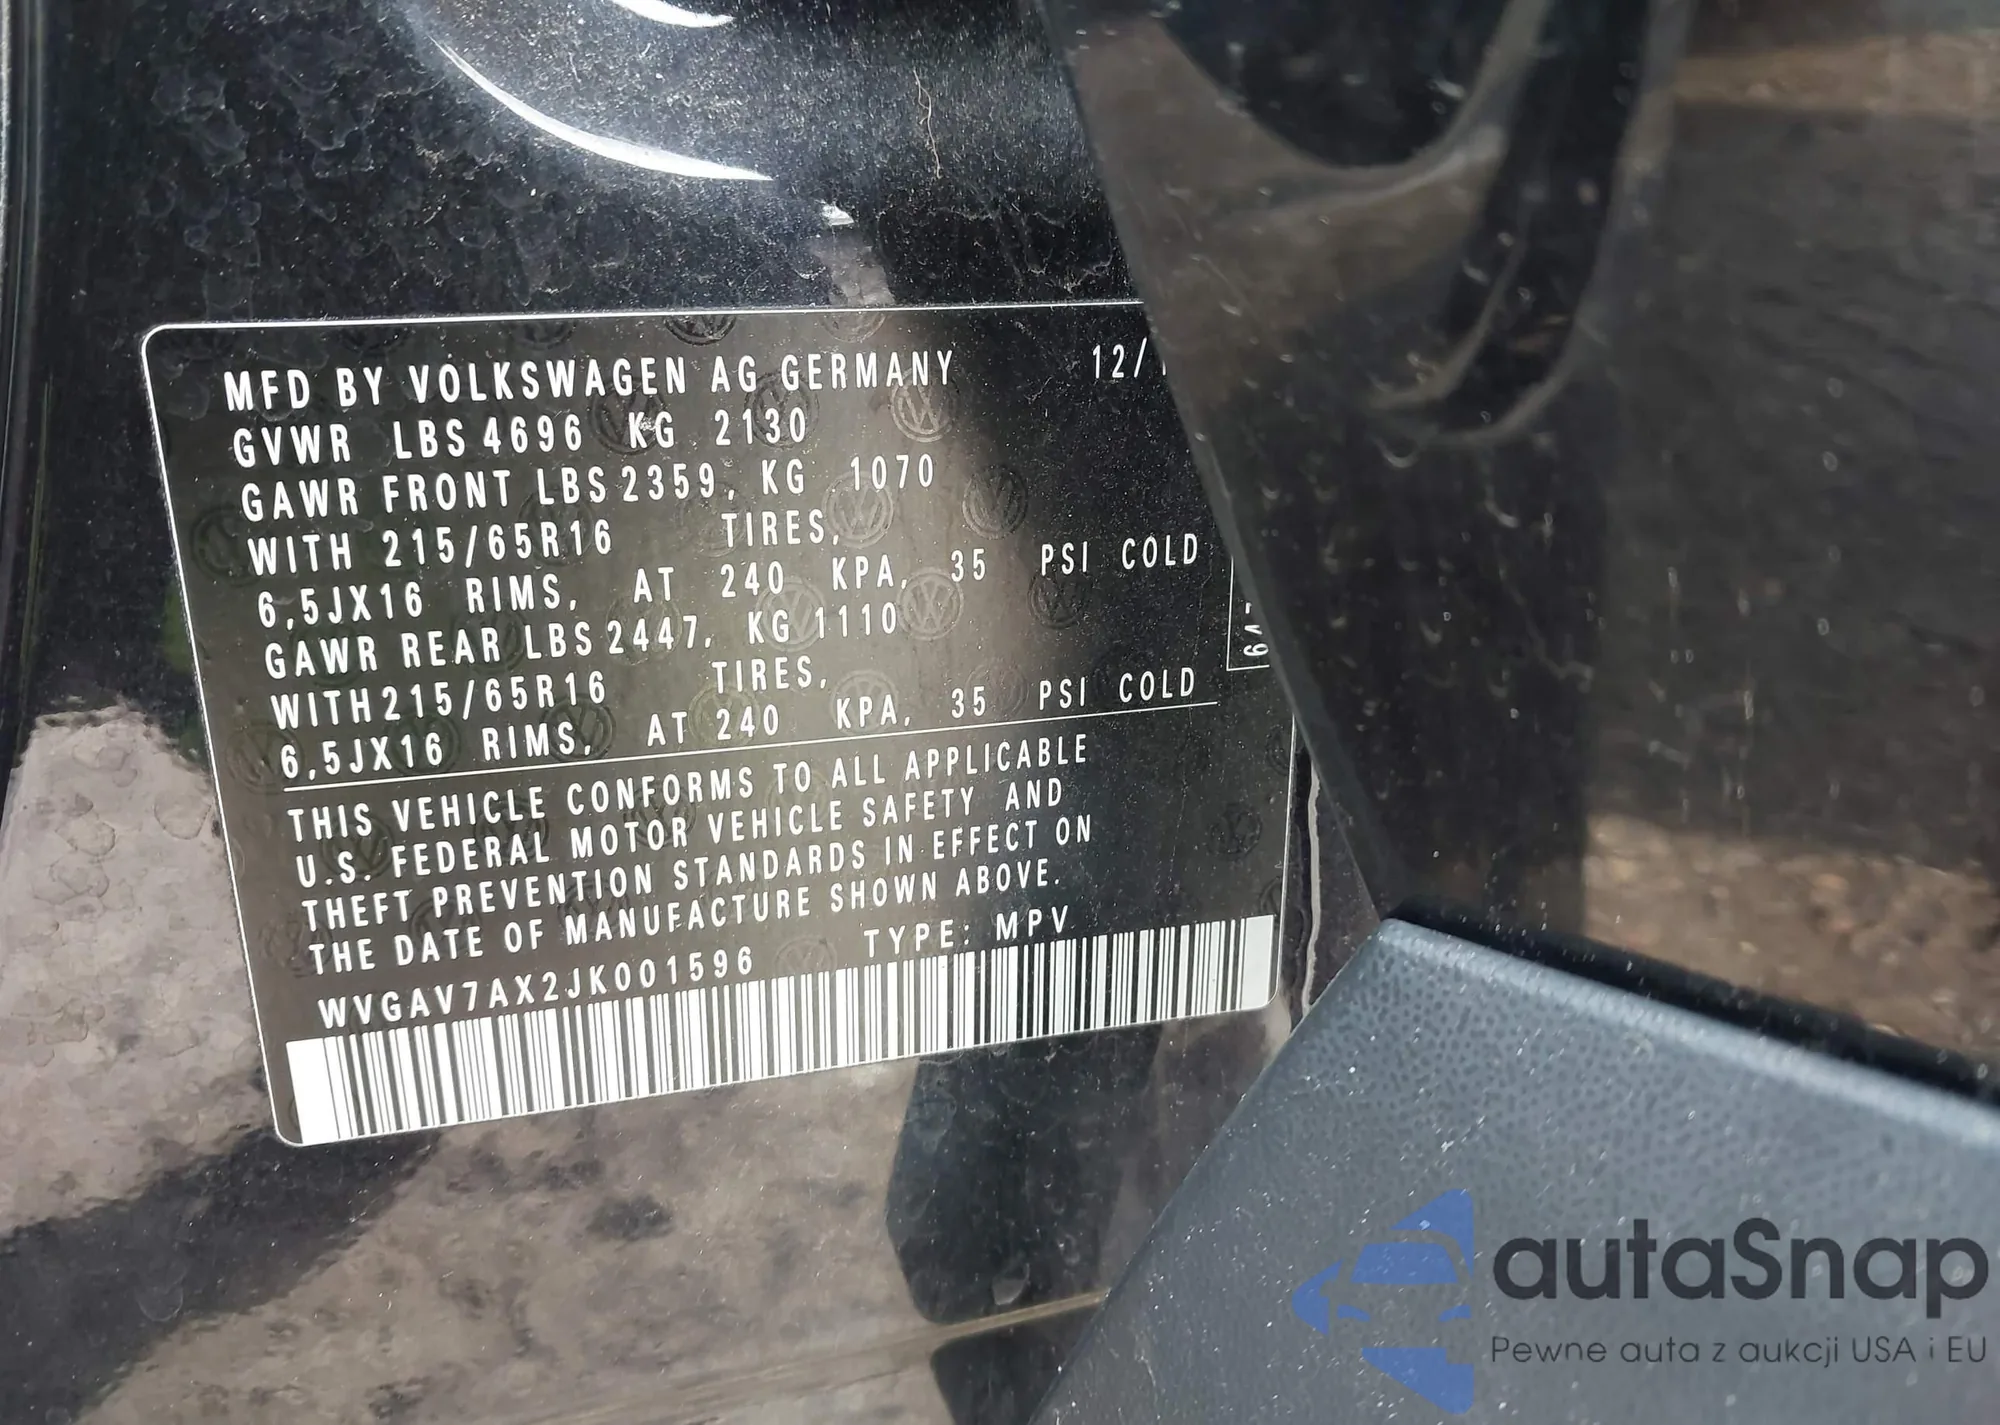 MFD BY VOLKSWAGEN AG GERMANY 12/
GVWR LBS 4696 KG 2130
GAWR FRONT LBS 2359, KG 1070
WITH 215/65R16 TIRES,
6,5JX16 RIMS, AT 240 KPA, 35 PSI COLD
GAWR REAR LBS 2447, KG 1110
WITH 215/65R16 TIRES,
6,5JX16 RIMS, AT 240 KPA, 35 PSI COLD
THIS VEHICLE CONFORMS TO ALL APPLICABLE
U.S. FEDERAL MOTOR VEHICLE SAFETY AND
THEFT PREVENTION STANDARDS IN EFFECT ON
THE DATE OF MANUFACTURE SHOWN ABOVE.
WVGAV7AX2JK001596 TYPE: MPV
autaSnap
Pewne auta z aukcji USA i EU